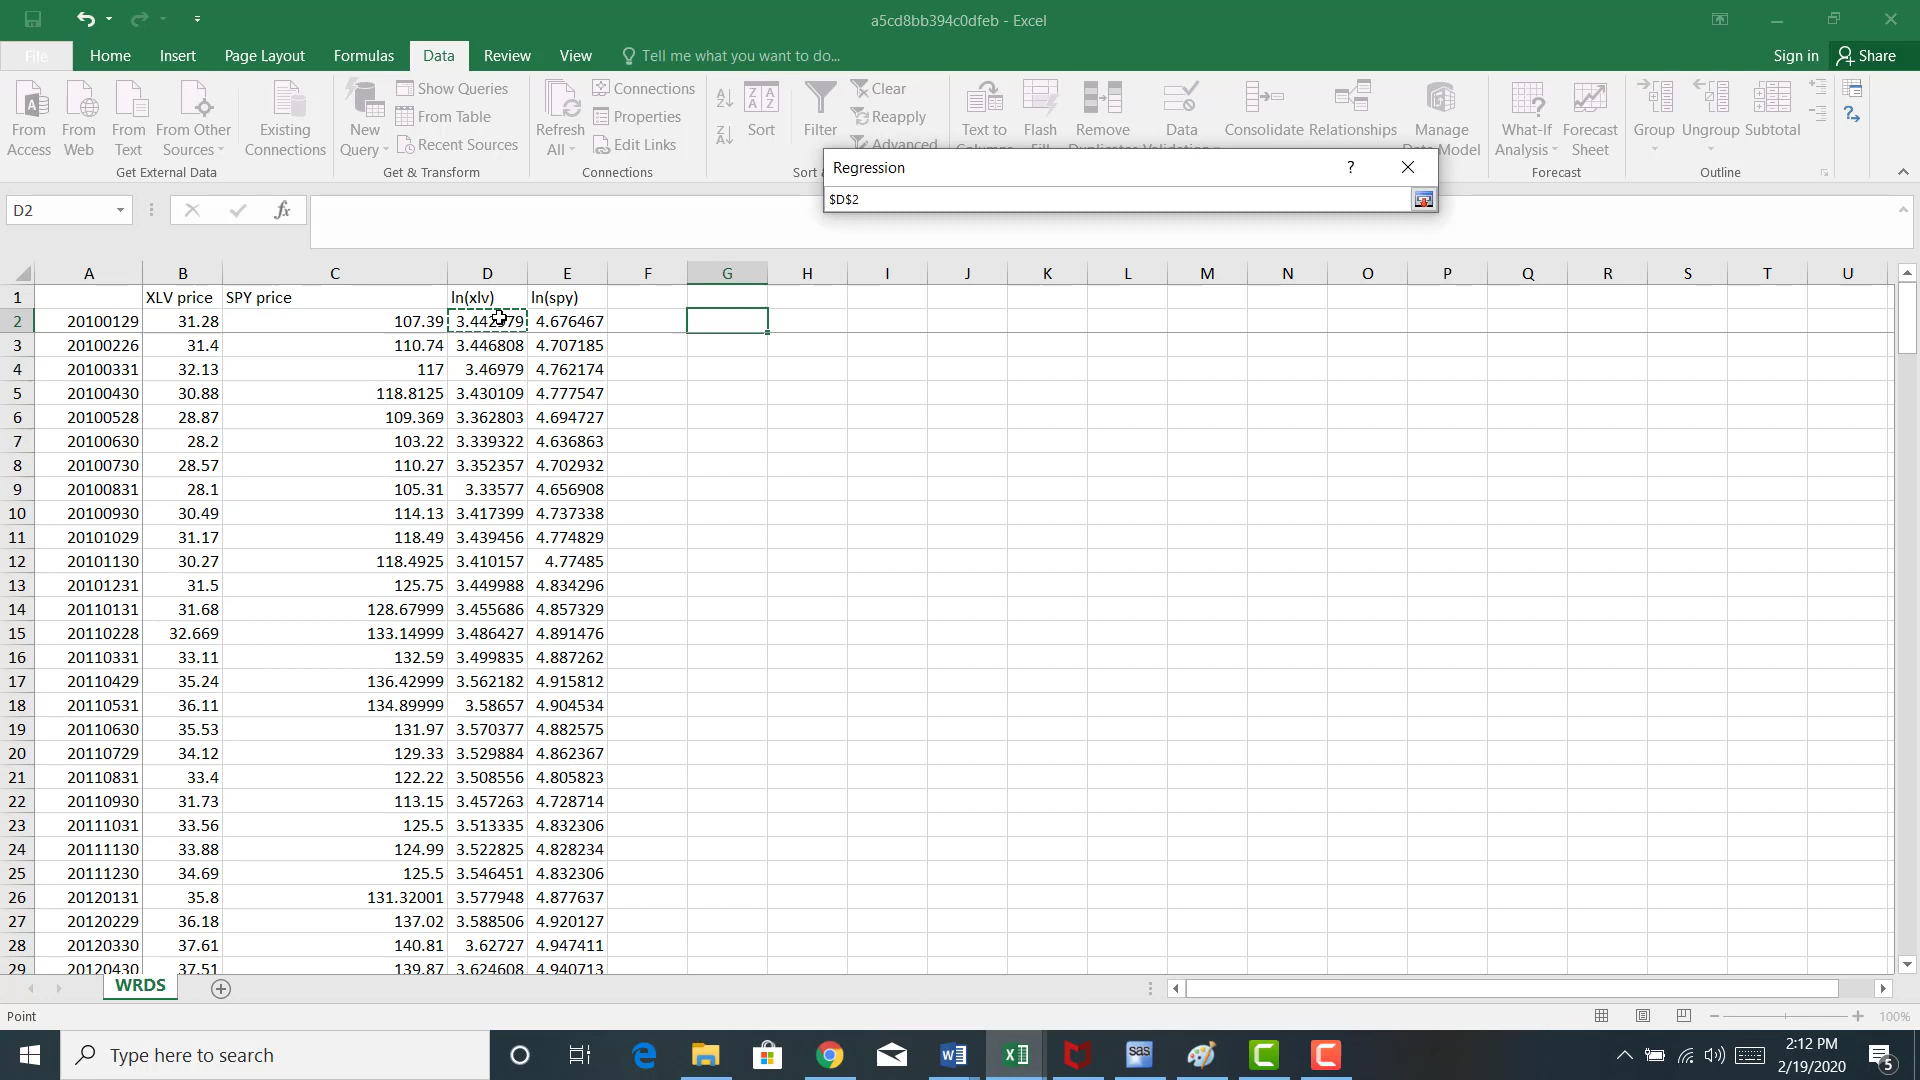 a5cd8bb394c0dfeb - Excel
File Home Insert Page Layout Formulas Data Review View Tell me what you want to do... Sign in Share
From Access
From Web
From Text
From Other Sources
Existing Connections
Get External Data
New Query
Show Queries
From Table
Recent Sources
Get & Transform
Refresh All
Connections
Properties
Edit Links
Connections
Sort
Filter
Clear
Reapply
Advanced
Text to
Flash
Remove
Data
Consolidate
Relationships
Manage
What-If Analysis
Forecast Sheet
Forecast
Group
Ungroup
Subtotal
Outline
Regression ?
$D$2
D2 fx
A B C D E F G H I J K L M N O P Q R S T U
1 XLV price SPY price ln(xlv) ln(spy)
2 20100129 31.28 107.39 4.676467
3 20100226 31.4 110.74 3.446808 4.707185
4 20100331 32.13 117 3.46979 4.762174
5 20100430 30.88 118.8125 3.430109 4.777547
6 20100528 28.87 109.369 3.362803 4.694727
7 20100630 28.2 103.22 3.339322 4.636863
8 20100730 28.57 110.27 3.352357 4.702932
9 20100831 28.1 105.31 3.33577 4.656908
10 20100930 30.49 114.13 3.417399 4.737338
11 20101029 31.17 118.49 3.439456 4.774829
12 20101130 30.27 118.4925 3.410157 4.77485
13 20101231 31.5 125.75 3.449988 4.834296
14 20110131 31.68 128.67999 3.455686 4.857329
15 20110228 32.669 133.14999 3.486427 4.891476
16 20110331 33.11 132.59 3.499835 4.887262
17 20110429 35.24 136.42999 3.562182 4.915812
18 20110531 36.11 134.89999 3.58657 4.904534
19 20110630 35.53 131.97 3.570377 4.882575
20 20110729 34.12 129.33 3.529884 4.862367
21 20110831 33.4 122.22 3.508556 4.805823
22 20110930 31.73 113.15 3.457263 4.728714
23 20111031 33.56 125.5 3.513335 4.832306
24 20111130 33.88 124.99 3.522825 4.828234
25 20111230 34.69 125.5 3.546451 4.832306
26 20120131 35.8 131.32001 3.577948 4.877637
27 20120229 36.18 137.02 3.588506 4.920127
28 20120330 37.61 140.81 3.62727 4.947411
29 20120430 37.51 139.87 3.624608 4.940713
WRDS
Point 100%
Type here to search
sas
2:12 PM
2/19/2020
5